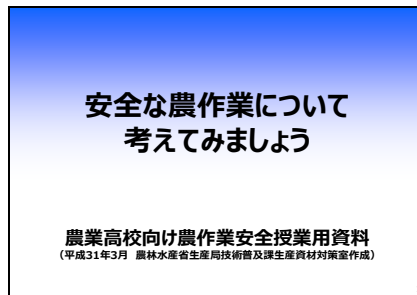 安全な農作業について
考えてみましょう
農業高校向け農作業安全授業用資料
（平成31年3月 農林水産省生産局技術普及課生産資材対策室作成）